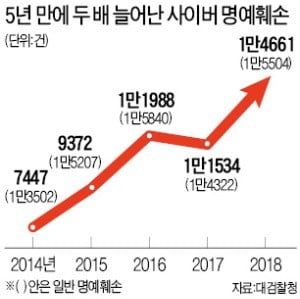 5년 만에 두 배 늘어난 사이버 명예훼손
(단위:건)
1만4661
(1만5504)
1만1988
(1만5840)
9372
(1만5207)
7447
(1만3502)
1만1534
(1만4322)
2014년 2015 2016 2017 2018
※( )안은 일반 명예훼손 자료:대검찰청